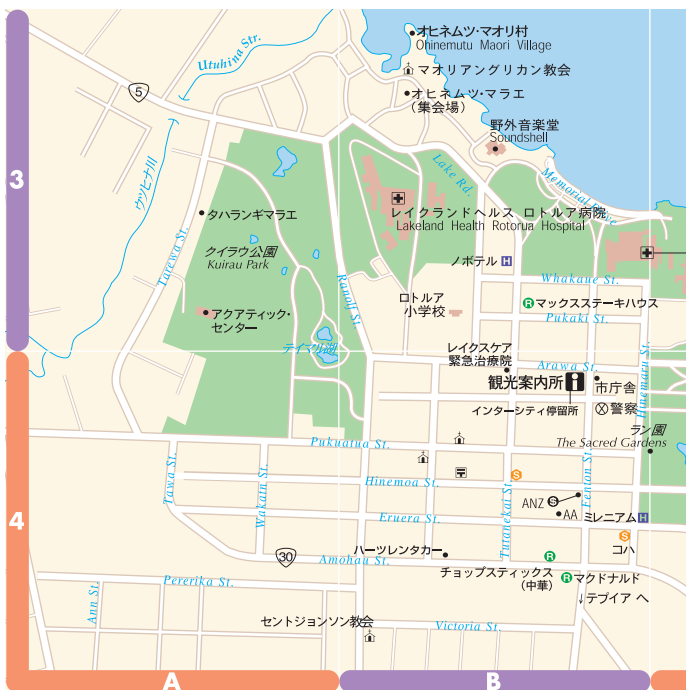 オヒネムツ・マオリ村
Ohinemutu Maori Village
Utuhina Str.
マオリアングリカン教会
5
オヒネムツ・マラエ
(集会場)
野外音楽堂
Soundshell
3
ウツヒナ川
Lake Rd.
Memorial Drive
タハランギマラエ
レイクランドヘルス ロトルア病院
Lakeland Health Rotorua Hospital
Tarewa St.
クイラウ公園
Kuirau Park
ノボテル H
Ranolf St.
Whakaue St.
ロトルア
小学校
R マックスステーキハウス
アクアティック・
センター
Pukaki St.
テイマル湖
レイクスケア
緊急治療院
Arawa St.
Hinemaru St.
観光案内所
市庁舎
インターシティ停留所
警察
ラン園
The Sacred Gardens
Pukuatua St.
Tawa St.
Wakatu St.
Hinemoa St.
S
Tutanekai St.
Fenton St.
4
ANZ S
Eruera St.
AA
ミレニアム H
S
コハ
30
Amohau St.
ハーツレンタカー
R
チョップスティックス
(中華)
R マクドナルド
Pererika St.
↓テプイア へ
Ann St.
セントジョンソン教会
Victoria St.
A
B